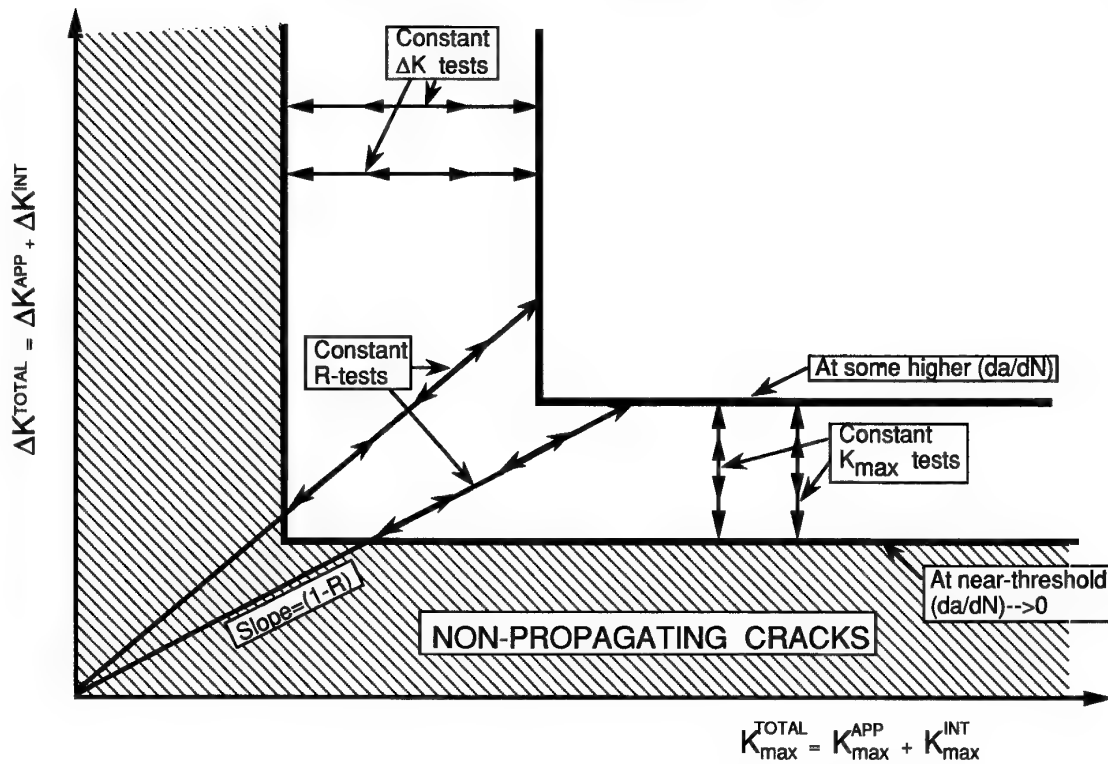 Constant
ΔK tests
ΔK^TOTAL = ΔK^APP + ΔK^INT
Constant
R-tests
At some higher (da/dN)
Constant
K_max tests
At near-threshold
(da/dN)-->0
Slope=(1-R)
NON-PROPAGATING CRACKS
K_max^TOTAL = K_max^APP + K_max^INT